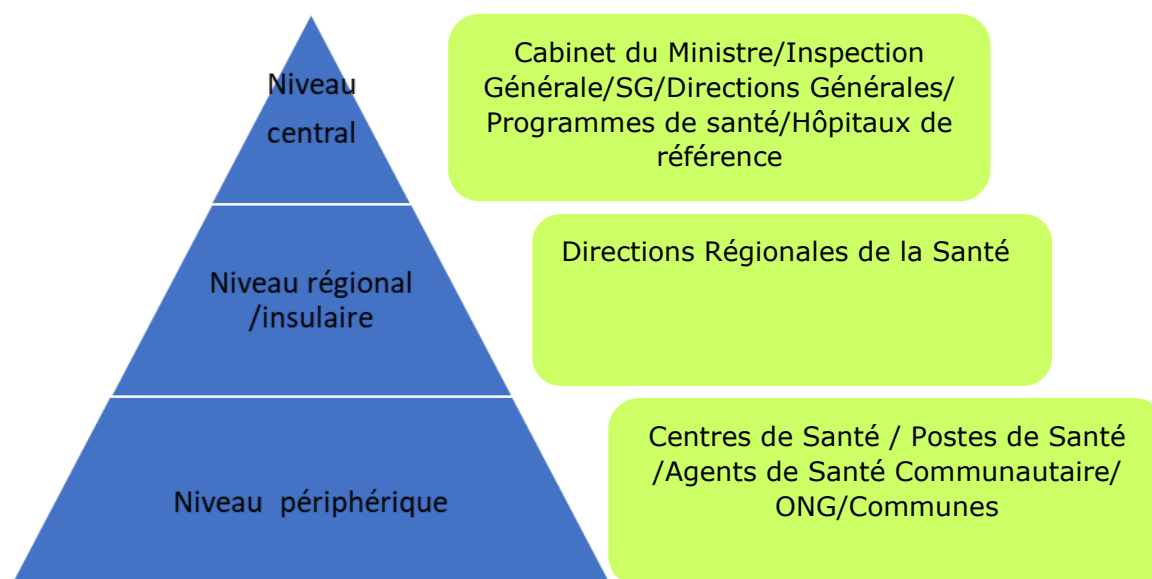 Niveau
central
Cabinet du Ministre/Inspection
Générale/SG/Directions Générales/
Programmes de santé/Hôpitaux de
référence
Niveau régional
/insulaire
Directions Régionales de la Santé
Niveau périphérique
Centres de Santé / Postes de Santé
/Agents de Santé Communautaire/
ONG/Communes